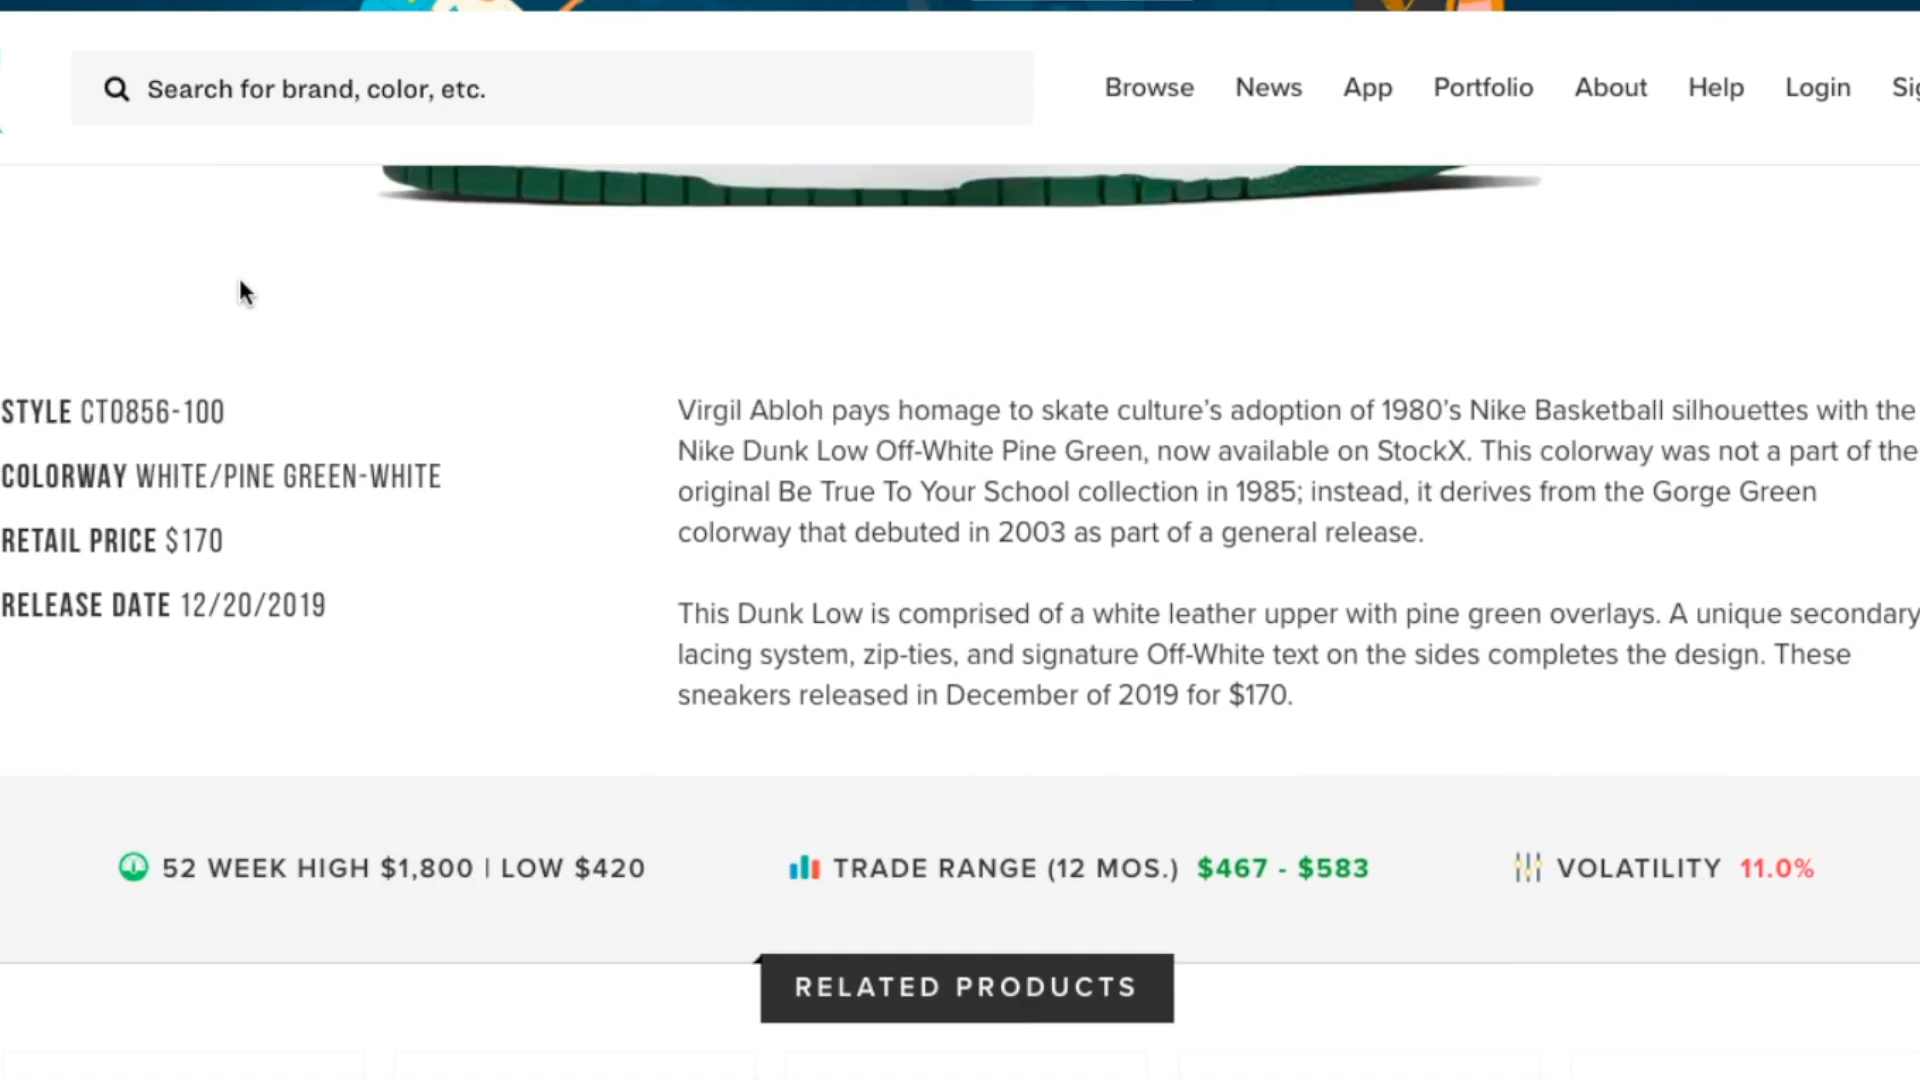 Search for brand, color, etc.
Browse News App Portfolio About Help Login
STYLE CT0856-100
COLORWAY WHITE/PINE GREEN-WHITE
RETAIL PRICE $170
RELEASE DATE 12/20/2019
Virgil Abloh pays homage to skate culture’s adoption of 1980’s Nike Basketball silhouettes with the
Nike Dunk Low Off-White Pine Green, now available on StockX. This colorway was not a part of the
original Be True To Your School collection in 1985; instead, it derives from the Gorge Green
colorway that debuted in 2003 as part of a general release.
This Dunk Low is comprised of a white leather upper with pine green overlays. A unique secondary
lacing system, zip-ties, and signature Off-White text on the sides completes the design. These
sneakers released in December of 2019 for $170.
52 WEEK HIGH $1,800 | LOW $420
TRADE RANGE (12 MOS.) $467 - $583
VOLATILITY 11.0%
RELATED PRODUCTS